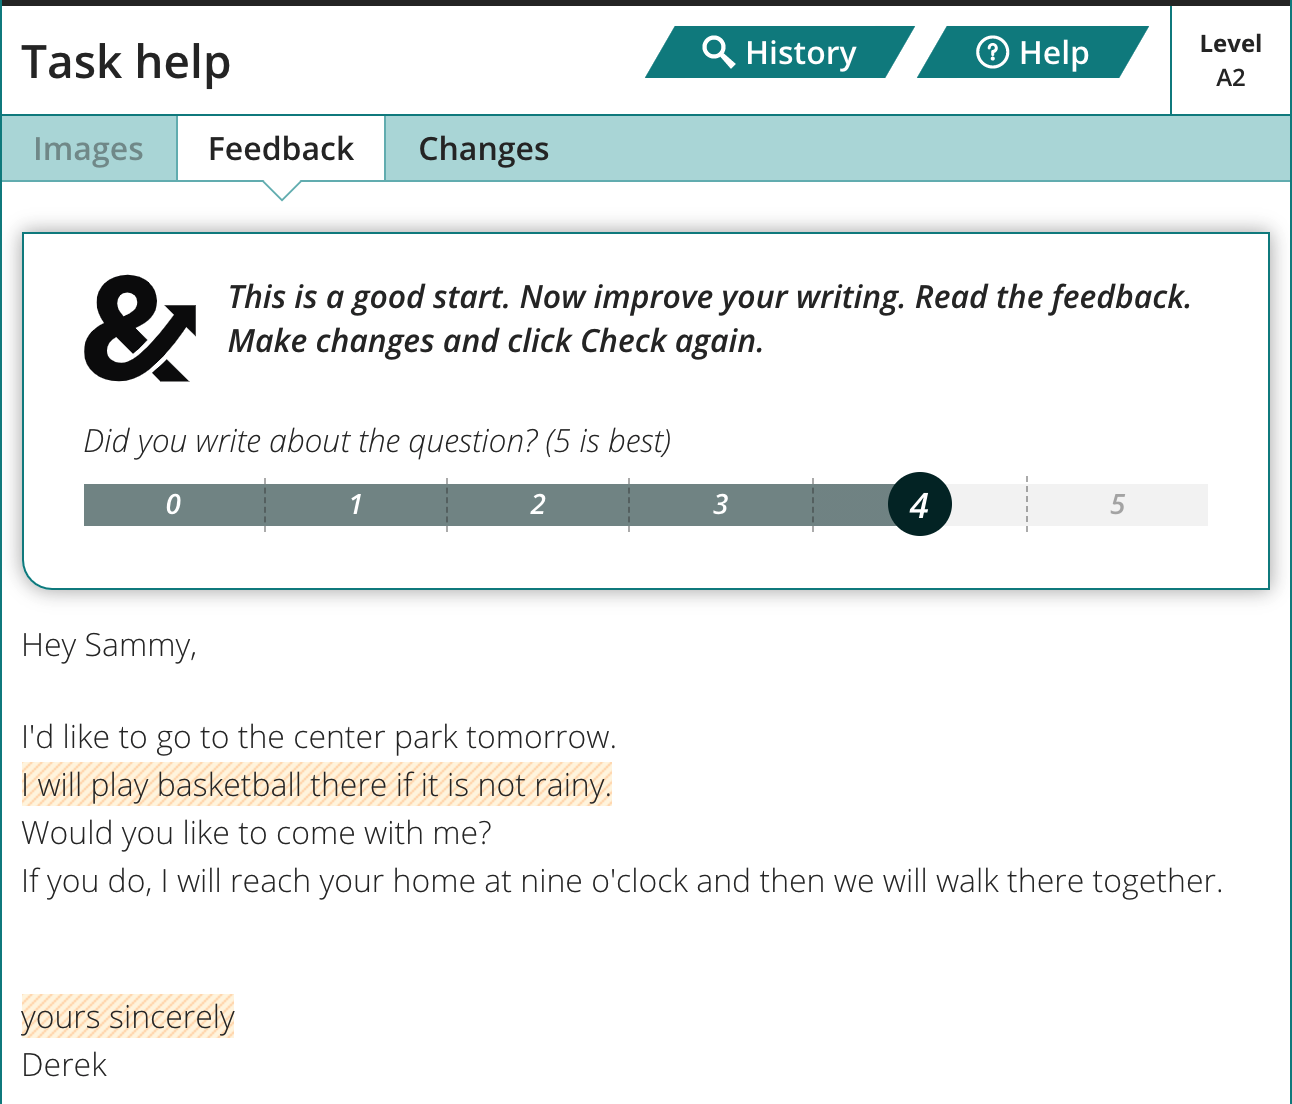 Task help
History
Help
Level
A2
Images
Feedback
Changes
This is a good start. Now improve your writing. Read the feedback.
Make changes and click Check again.
Did you write about the question? (5 is best)
0 1 2 3 4 5
Hey Sammy,
I'd like to go to the center park tomorrow.
I will play basketball there if it is not rainy.
Would you like to come with me?
If you do, I will reach your home at nine o'clock and then we will walk there together.
yours sincerely
Derek